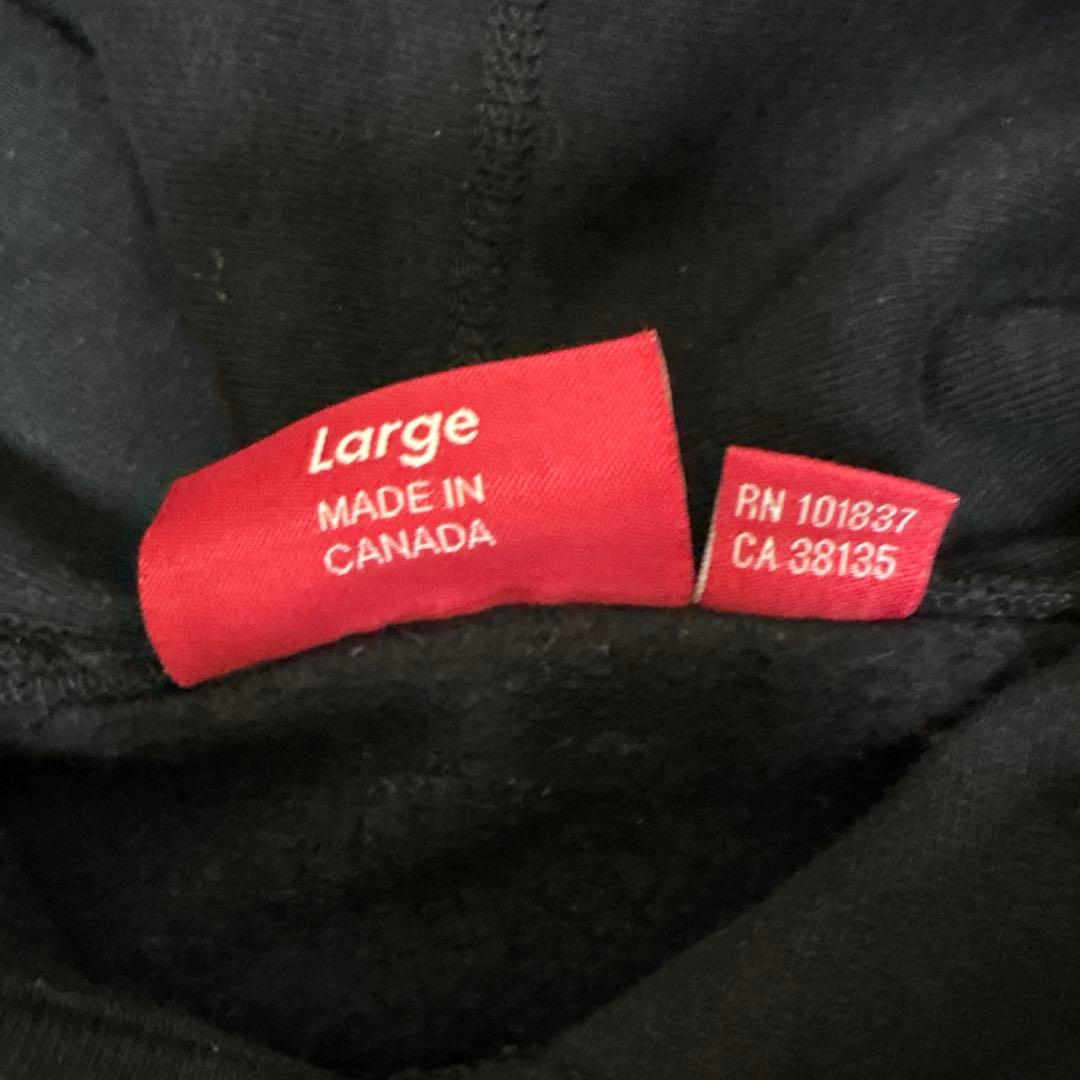 Large
MADE IN
CANADA
RN 101837
CA 38135